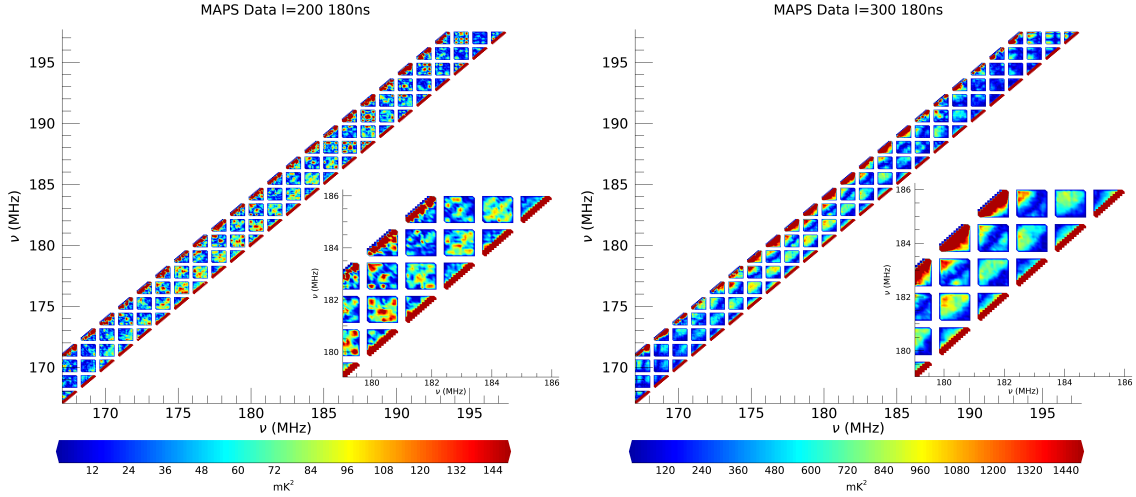 MAPS Data l=200 180ns
195
190
185
180
175
170
ν (MHz)
170 175 180 185 190 195
ν (MHz)
186
184
182
180
ν (MHz)
180 182 184 186
ν (MHz)
12 24 36 48 60 72 84 96 108 120 132 144
mK²
MAPS Data l=300 180ns
195
190
185
180
175
170
ν (MHz)
170 175 180 185 190 195
ν (MHz)
186
184
182
180
ν (MHz)
180 182 184 186
ν (MHz)
120 240 360 480 600 720 840 960 1080 1200 1320 1440
mK²